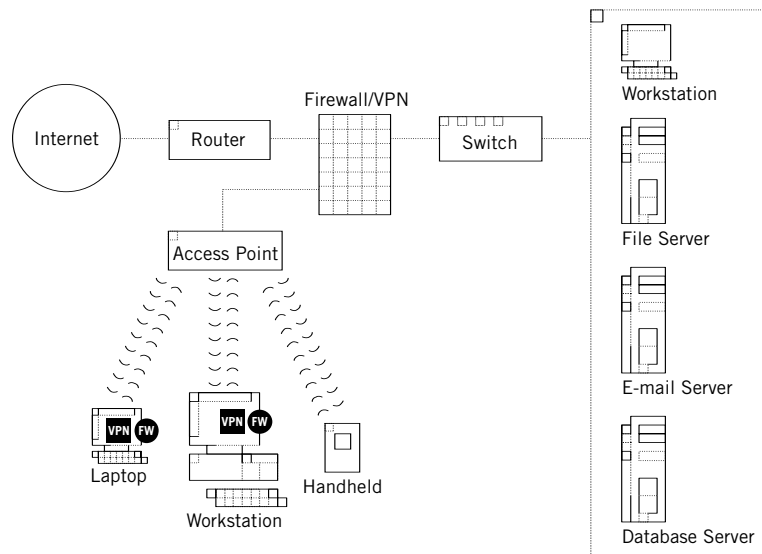 Firewall/VPN
Internet
Router
Switch
Workstation
File Server
E-mail Server
Database Server
Access Point
VPN FW
Laptop
VPN FW
Workstation
Handheld